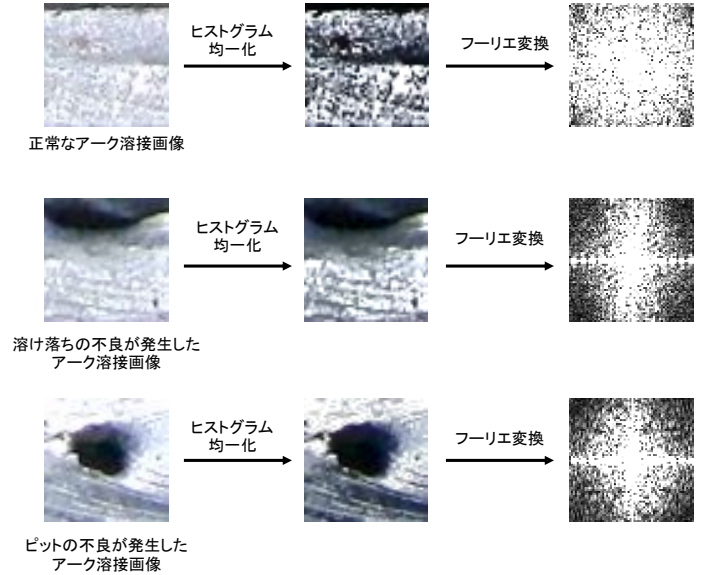 ヒストグラム
均一化
フーリエ変換
正常なアーク溶接画像
ヒストグラム
均一化
フーリエ変換
溶け落ちの不良が発生した
アーク溶接画像
ヒストグラム
均一化
フーリエ変換
ピットの不良が発生した
アーク溶接画像